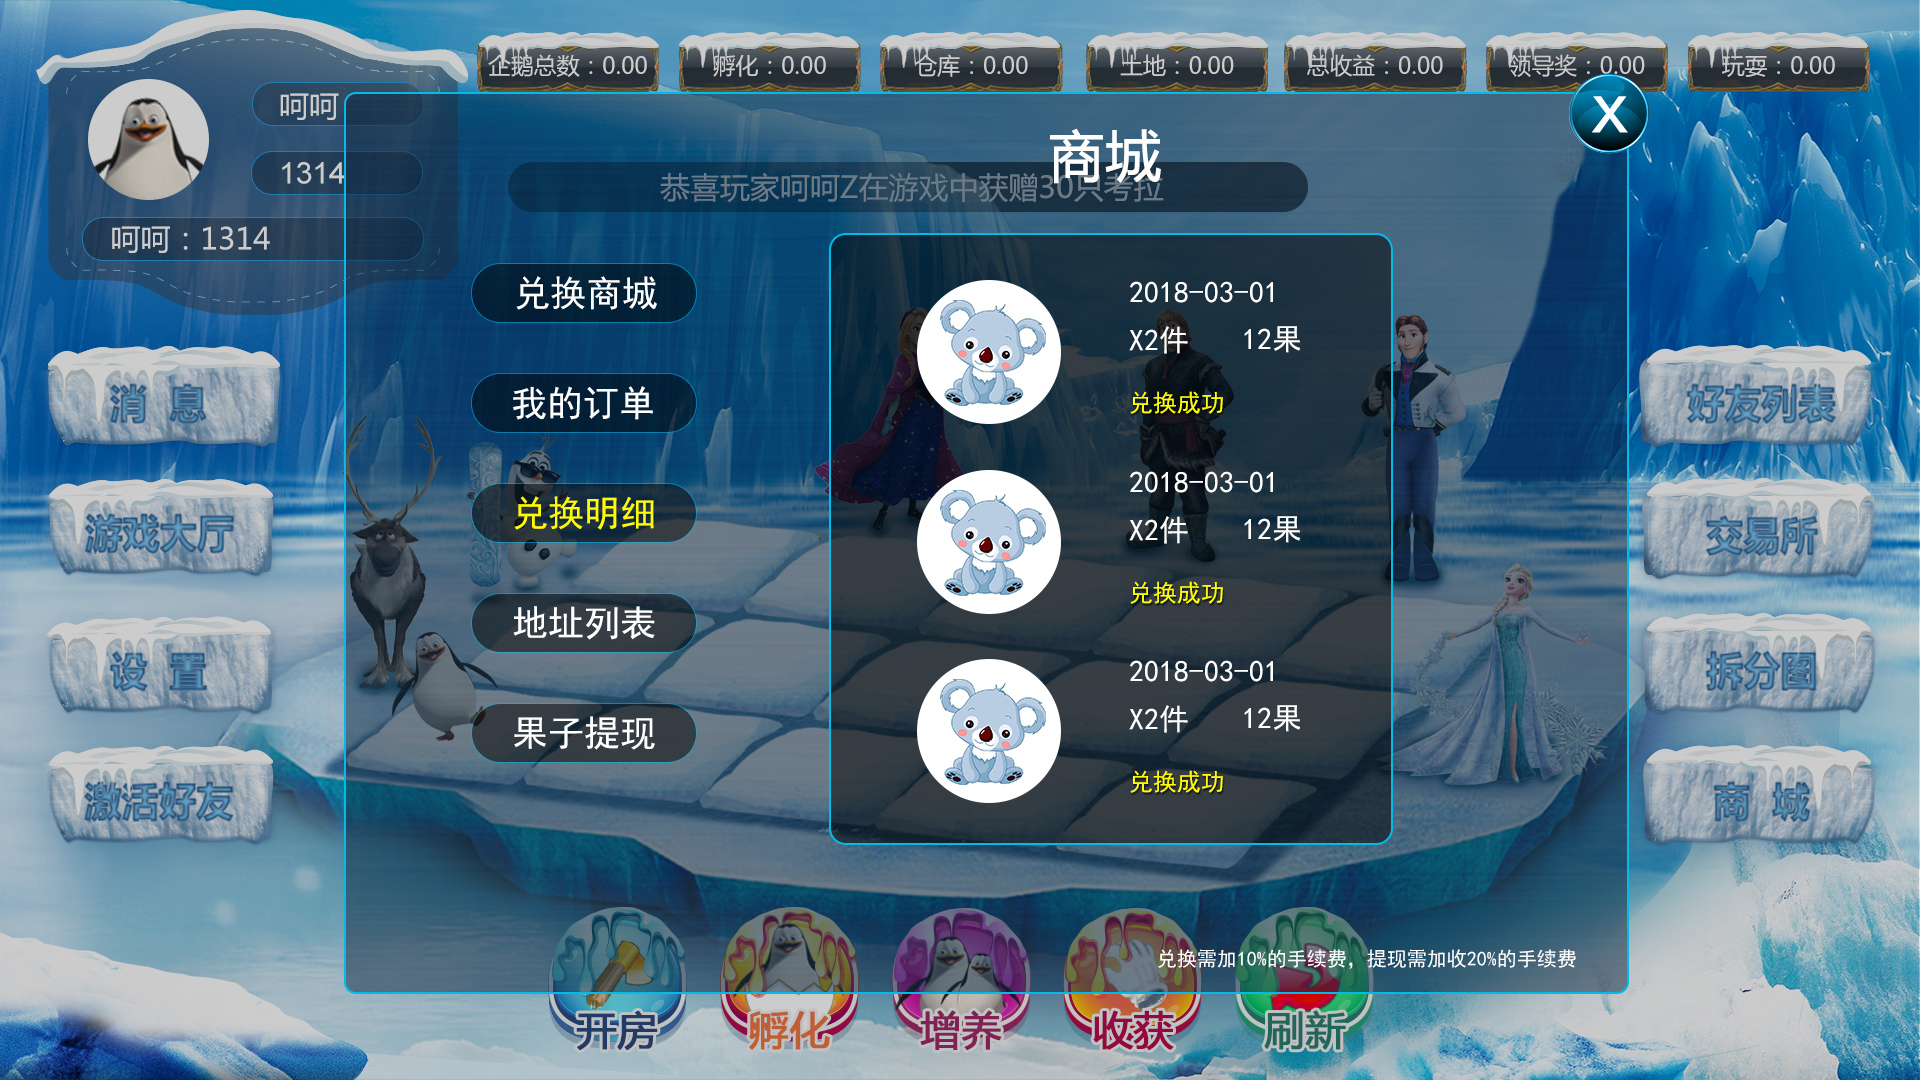 企鹅总数：0.00
孵化：0.00
仓库：0.00
土地：0.00
总收益：0.00
领导奖：0.00
玩耍：0.00
呵呵
1314
呵呵：1314
X
商城
恭喜玩家呵呵Z在游戏中获赠30只考拉
兑换商城
我的订单
兑换明细
地址列表
果子提现
2018-03-01
X2件 12果
兑换成功
2018-03-01
X2件 12果
兑换成功
2018-03-01
X2件 12果
兑换成功
消 息
游戏大厅
设 置
激活好友
好友列表
交易所
拆分图
商 城
兑换需加10%的手续费，提现需加收20%的手续费
开房
孵化
增养
收获
刷新